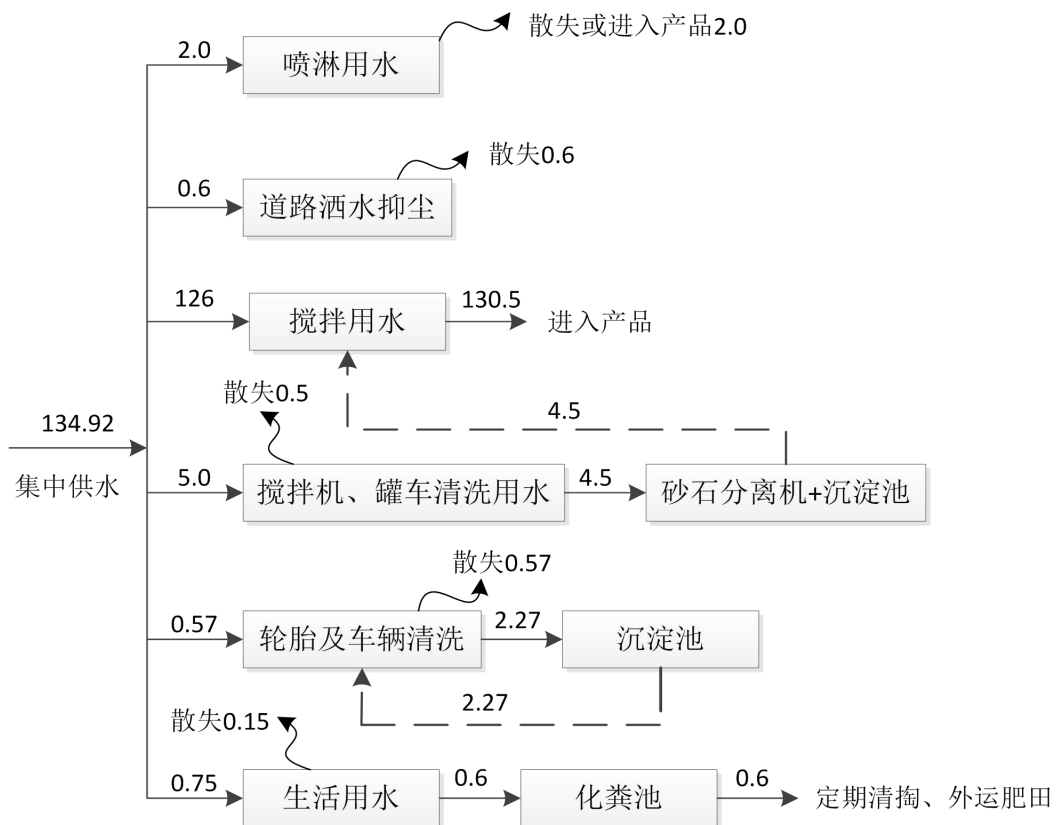 散失或进入产品2.0
2.0
喷淋用水
散失0.6
0.6
道路洒水抑尘
126
搅拌用水
130.5
进入产品
散失0.5
4.5
134.92
集中供水
5.0
搅拌机、罐车清洗用水
4.5
砂石分离机+沉淀池
散失0.57
0.57
轮胎及车辆清洗
2.27
沉淀池
2.27
散失0.15
0.75
生活用水
0.6
化粪池
0.6
定期清掏、外运肥田